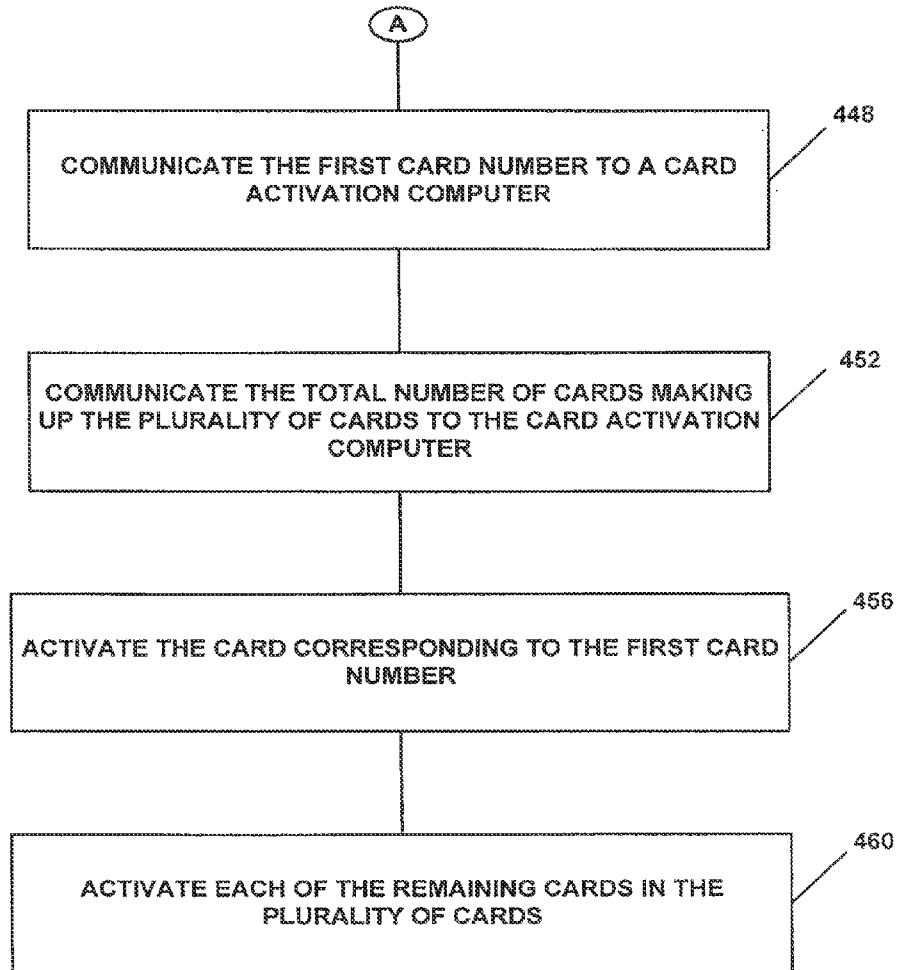 A
448
COMMUNICATE THE FIRST CARD NUMBER TO A CARD
ACTIVATION COMPUTER
452
COMMUNICATE THE TOTAL NUMBER OF CARDS MAKING
UP THE PLURALITY OF CARDS TO THE CARD ACTIVATION
COMPUTER
456
ACTIVATE THE CARD CORRESPONDING TO THE FIRST CARD
NUMBER
460
ACTIVATE EACH OF THE REMAINING CARDS IN THE
PLURALITY OF CARDS